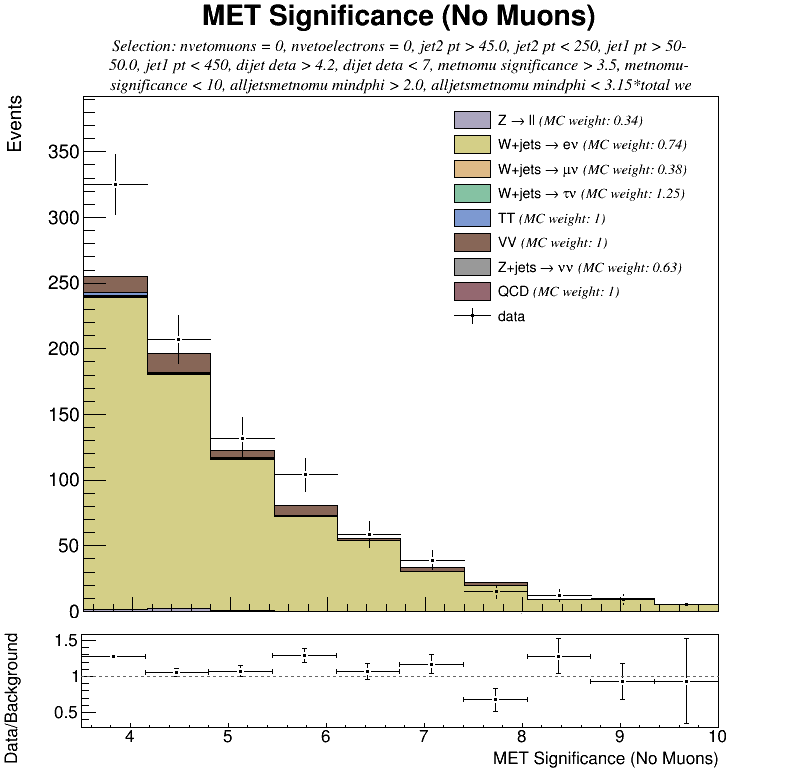 MET Significance (No Muons)
Selection: nvetomuons = 0, nvetoelectrons = 0, jet2 pt > 45.0, jet2 pt < 250, jet1 pt > 50-
50.0, jet1 pt < 450, dijet deta > 4.2, dijet deta < 7, metnomu significance > 3.5, metnomu-
significance < 10, alljetsmetnomu mindphi > 2.0, alljetsmetnomu mindphi < 3.15*total we
Events
350
300
250
200
150
100
50
0
Z → ll (MC weight: 0.34)
W+jets → eν (MC weight: 0.74)
W+jets → μν (MC weight: 0.38)
W+jets → τν (MC weight: 1.25)
TT (MC weight: 1)
VV (MC weight: 1)
Z+jets → νν (MC weight: 0.63)
QCD (MC weight: 1)
data
Data/Background
1.5
1
0.5
4 5 6 7 8 9 10
MET Significance (No Muons)